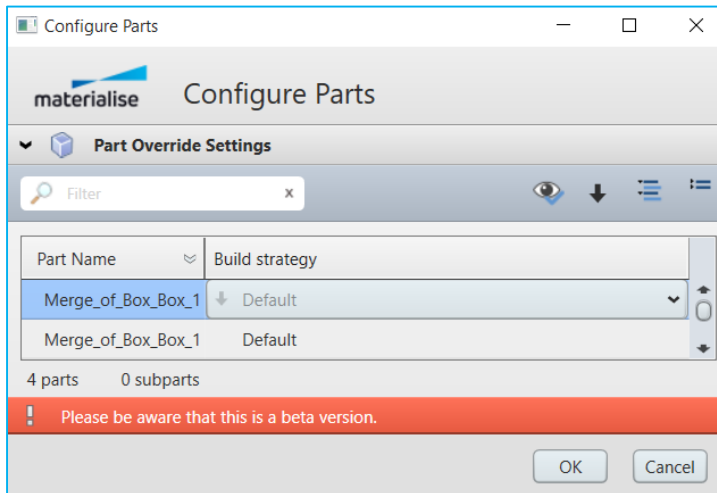 Configure Parts
materialise Configure Parts
Part Override Settings
Filter x
Part Name Build strategy
Merge_of_Box_Box_1 Default
Merge_of_Box_Box_1 Default
4 parts 0 subparts
! Please be aware that this is a beta version.
OK Cancel